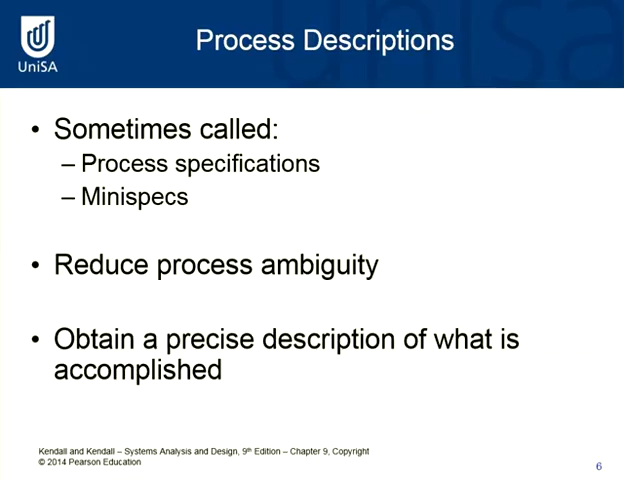 UniSA
Process Descriptions
• Sometimes called:
– Process specifications
– Minispecs
• Reduce process ambiguity
• Obtain a precise description of what is
accomplished
Kendall and Kendall – Systems Analysis and Design, 9th Edition – Chapter 9, Copyright
© 2014 Pearson Education
6